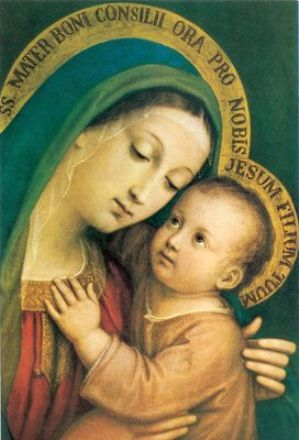 SS. MATER BONI CONSILII ORA PRO NOBIS
JESUM FILIUM TUUM